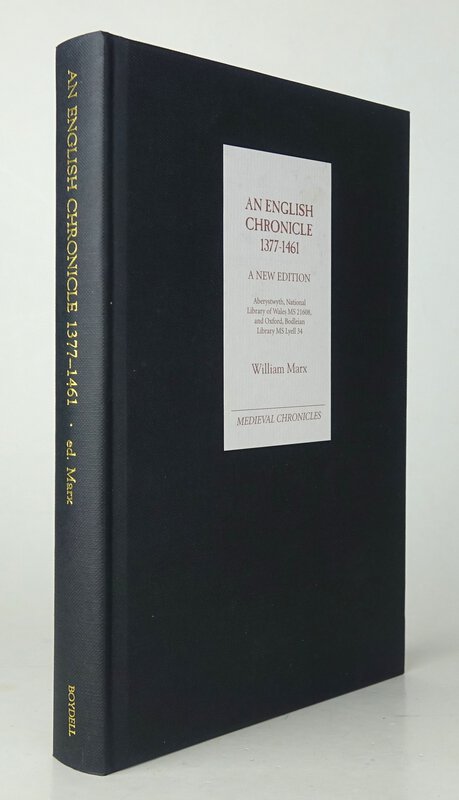 AN ENGLISH CHRONICLE 1377–1461 · ed. Marx
BOYDELL
AN ENGLISH
CHRONICLE
1377-1461
A NEW EDITION
Aberystwyth, National
Library of Wales MS 21608,
and Oxford, Bodleian
Library MS Lyell 34
William Marx
MEDIEVAL CHRONICLES